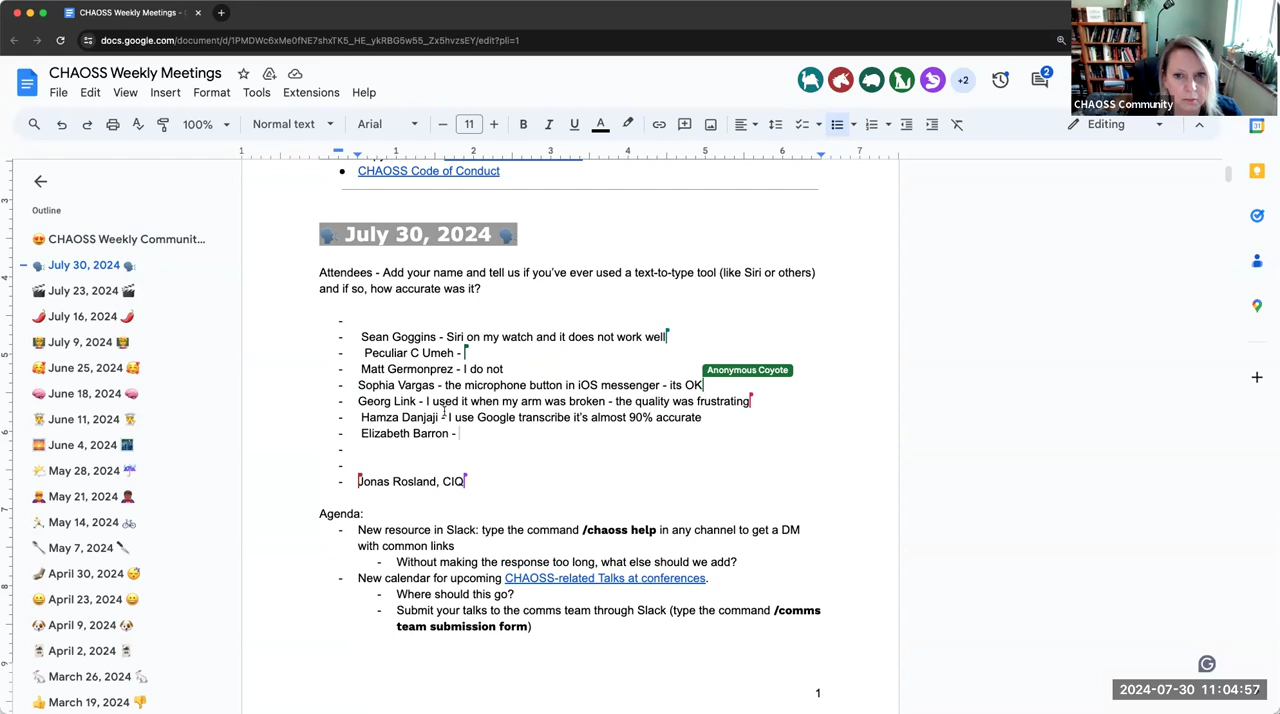 CHAOSS Weekly Meetings -
docs.google.com/document/d/1PMDWc6xMe0fNE7shxTK5_HE_ykRBG5w55_Zx5hvzsEY/edit?pli=1
CHAOSS Weekly Meetings
File Edit View Insert Format Tools Extensions Help
+2
2
CHAOSS Community
100% Normal text Arial 11 Editing
1 1 2 3 4 5 6 7
CHAOSS Code of Conduct
Outline
😍 CHAOSS Weekly Communit...
🗣️ July 30, 2024 🗣️
🎬 July 23, 2024 🎬
🌶️ July 16, 2024 🌶️
July 9, 2024
🥰 June 25, 2024 🥰
🧠 June 18, 2024 🧠
June 11, 2024
🌅 June 4, 2024 🌃
May 28, 2024 ☔
May 21, 2024
May 14, 2024 🚲
May 7, 2024
April 30, 2024 😴
😀 April 23, 2024 😀
🐶 April 9, 2024 🐶
🃏 April 2, 2024 🃏
🐇 March 26, 2024 🐇
👍 March 19, 2024 👎
🗣️ July 30, 2024 🗣️
Attendees - Add your name and tell us if you've ever used a text-to-type tool (like Siri or others)
and if so, how accurate was it?
-
- Sean Goggins - Siri on my watch and it does not work well
- Peculiar C Umeh -
- Matt Germonprez - I do not
Anonymous Coyote
- Sophia Vargas - the microphone button in iOS messenger - its OK
- Georg Link - I used it when my arm was broken - the quality was frustrating
- Hamza Danjaji - I use Google transcribe it's almost 90% accurate
- Elizabeth Barron -
-
-
- Jonas Rosland, CIQ
Agenda:
- New resource in Slack: type the command /chaoss help in any channel to get a DM
with common links
- Without making the response too long, what else should we add?
- New calendar for upcoming CHAOSS-related Talks at conferences.
- Where should this go?
- Submit your talks to the comms team through Slack (type the command /comms
team submission form)
1
2024-07-30 11:04:57